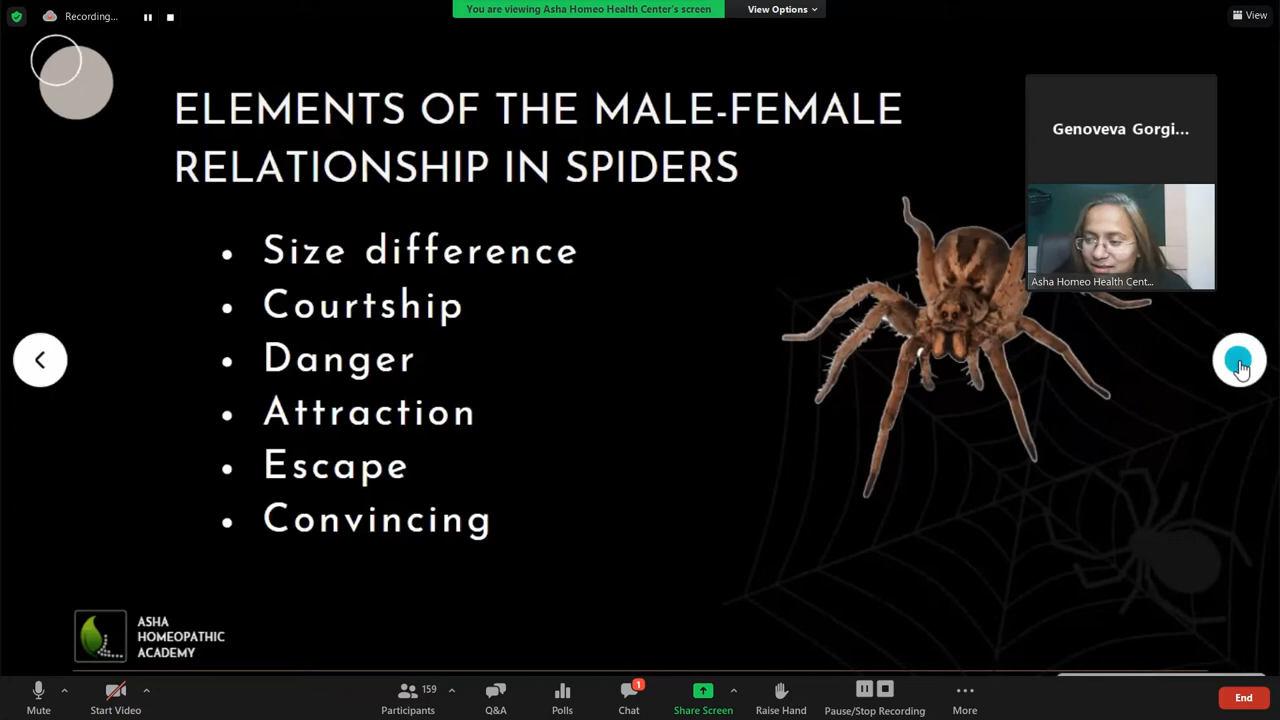 Recording...
You are viewing Asha Homeo Health Center's screen
View Options
View
ELEMENTS OF THE MALE-FEMALE
RELATIONSHIP IN SPIDERS
Genoveva Gorgi...
Asha Homeo Health Cent...
• Size difference
• Courtship
• Danger
• Attraction
• Escape
• Convincing
ASHA
HOMEOPATHIC
ACADEMY
Mute
Start Video
159
Participants
Q&A
Polls
1
Chat
Share Screen
Raise Hand
Pause/Stop Recording
More
End